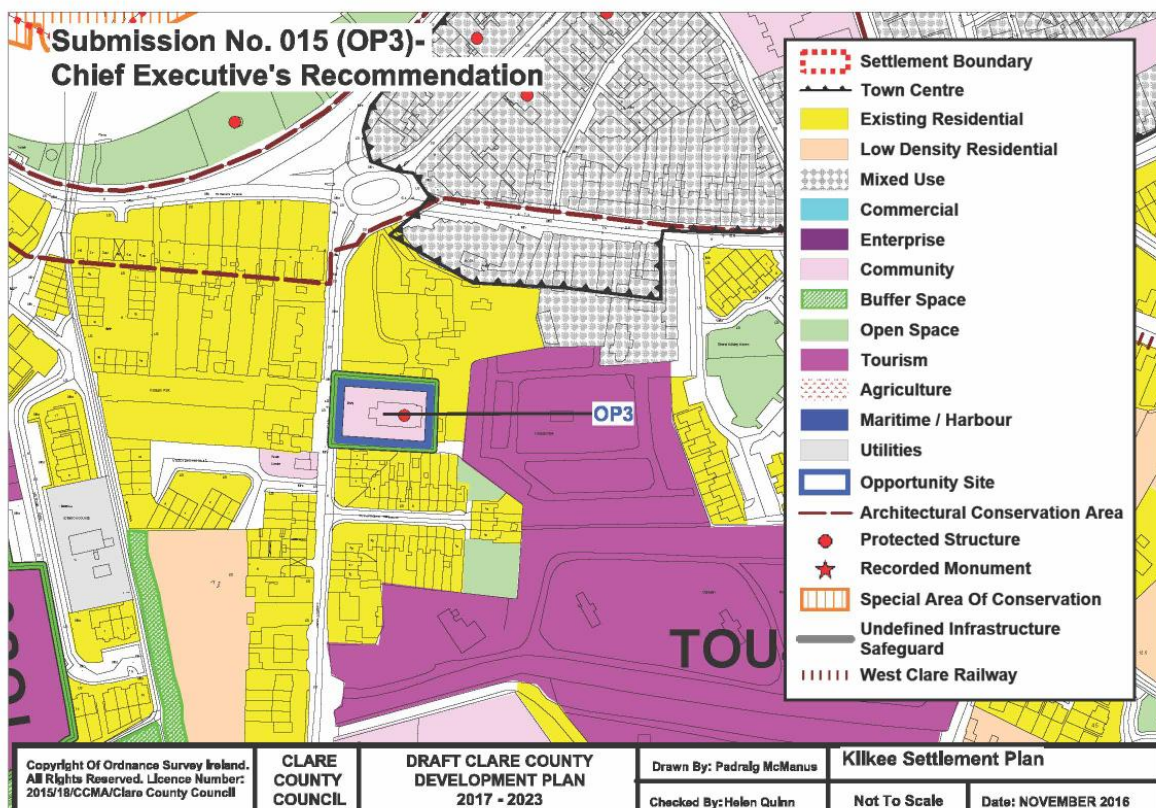 Submission No. 015 (OP3)-
Chief Executive's Recommendation
Settlement Boundary
Town Centre
Existing Residential
Low Density Residential
Mixed Use
Commercial
Enterprise
Community
Buffer Space
Open Space
Tourism
Agriculture
Maritime / Harbour
Utilities
Opportunity Site
Architectural Conservation Area
Protected Structure
Recorded Monument
Special Area Of Conservation
Undefined Infrastructure
Safeguard
West Clare Railway
OP3
TOU
Copyright Of Ordnance Survey Ireland.
All Rights Reserved. Licence Number:
2015/18/CCMA/Clare County Council
CLARE
COUNTY
COUNCIL
DRAFT CLARE COUNTY
DEVELOPMENT PLAN
2017 - 2023
Drawn By: Padraig McManus
Checked By: Helen Quinn
Kilkee Settlement Plan
Not To Scale
Date: NOVEMBER 2016